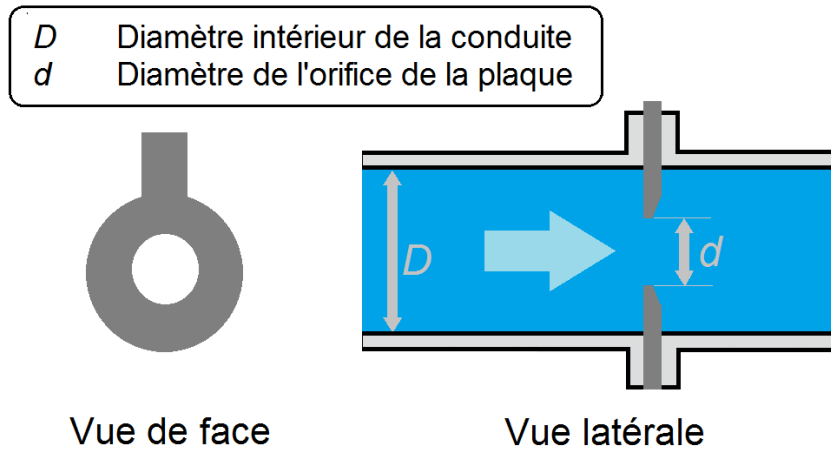 D Diamètre intérieur de la conduite
d Diamètre de l'orifice de la plaque
D
d
Vue de face
Vue latérale